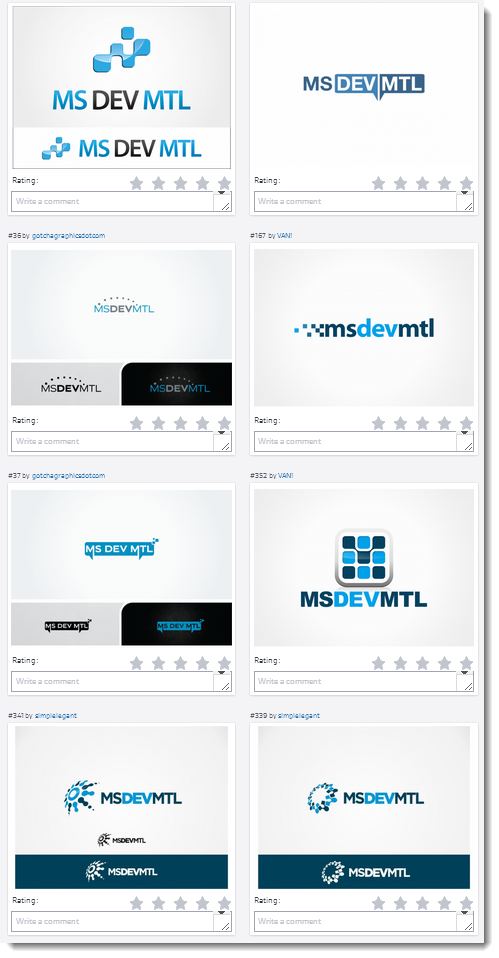 MS DEV MTL
MS DEV MTL
MS DEV MTL
Rating:
Write a comment
Rating:
Write a comment
#36 by gotchagraphicsdotcom
#167 by VAN!
MSDEVMTL
MSDEVMTL
MSDEVMTL
msdevmtl
Rating:
Write a comment
Rating:
Write a comment
#37 by gotchagraphicsdotcom
#352 by VAN!
MS DEV MTL
MS DEV MTL
MS DEV MTL
MSDEVMTL
Rating:
Write a comment
Rating:
Write a comment
#341 by simplelegant
#339 by simplelegant
MSDEVMTL
MSDEVMTL
MSDEVMTL
MSDEVMTL
MSDEVMTL
Rating:
Write a comment
Rating:
Write a comment